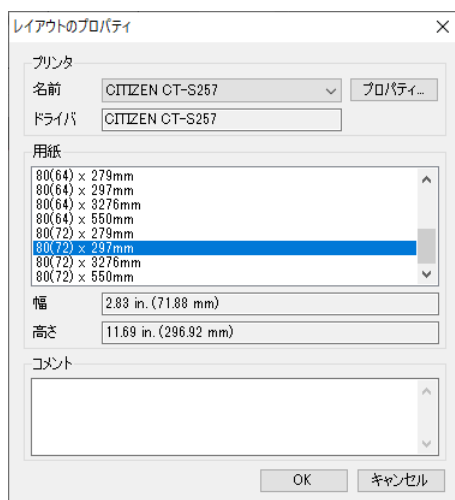 レイアウトのプロパティ
プリンタ
名前 CITIZEN CT-S257 プロパティ...
ドライバ CITIZEN CT-S257
用紙
80(64) x 279mm
80(64) x 297mm
80(64) x 3276mm
80(64) x 550mm
80(72) x 279mm
80(72) x 297mm
80(72) x 3276mm
80(72) x 550mm
幅 2.83 in. (71.88 mm)
高さ 11.69 in. (296.92 mm)
コメント
OK キャンセル